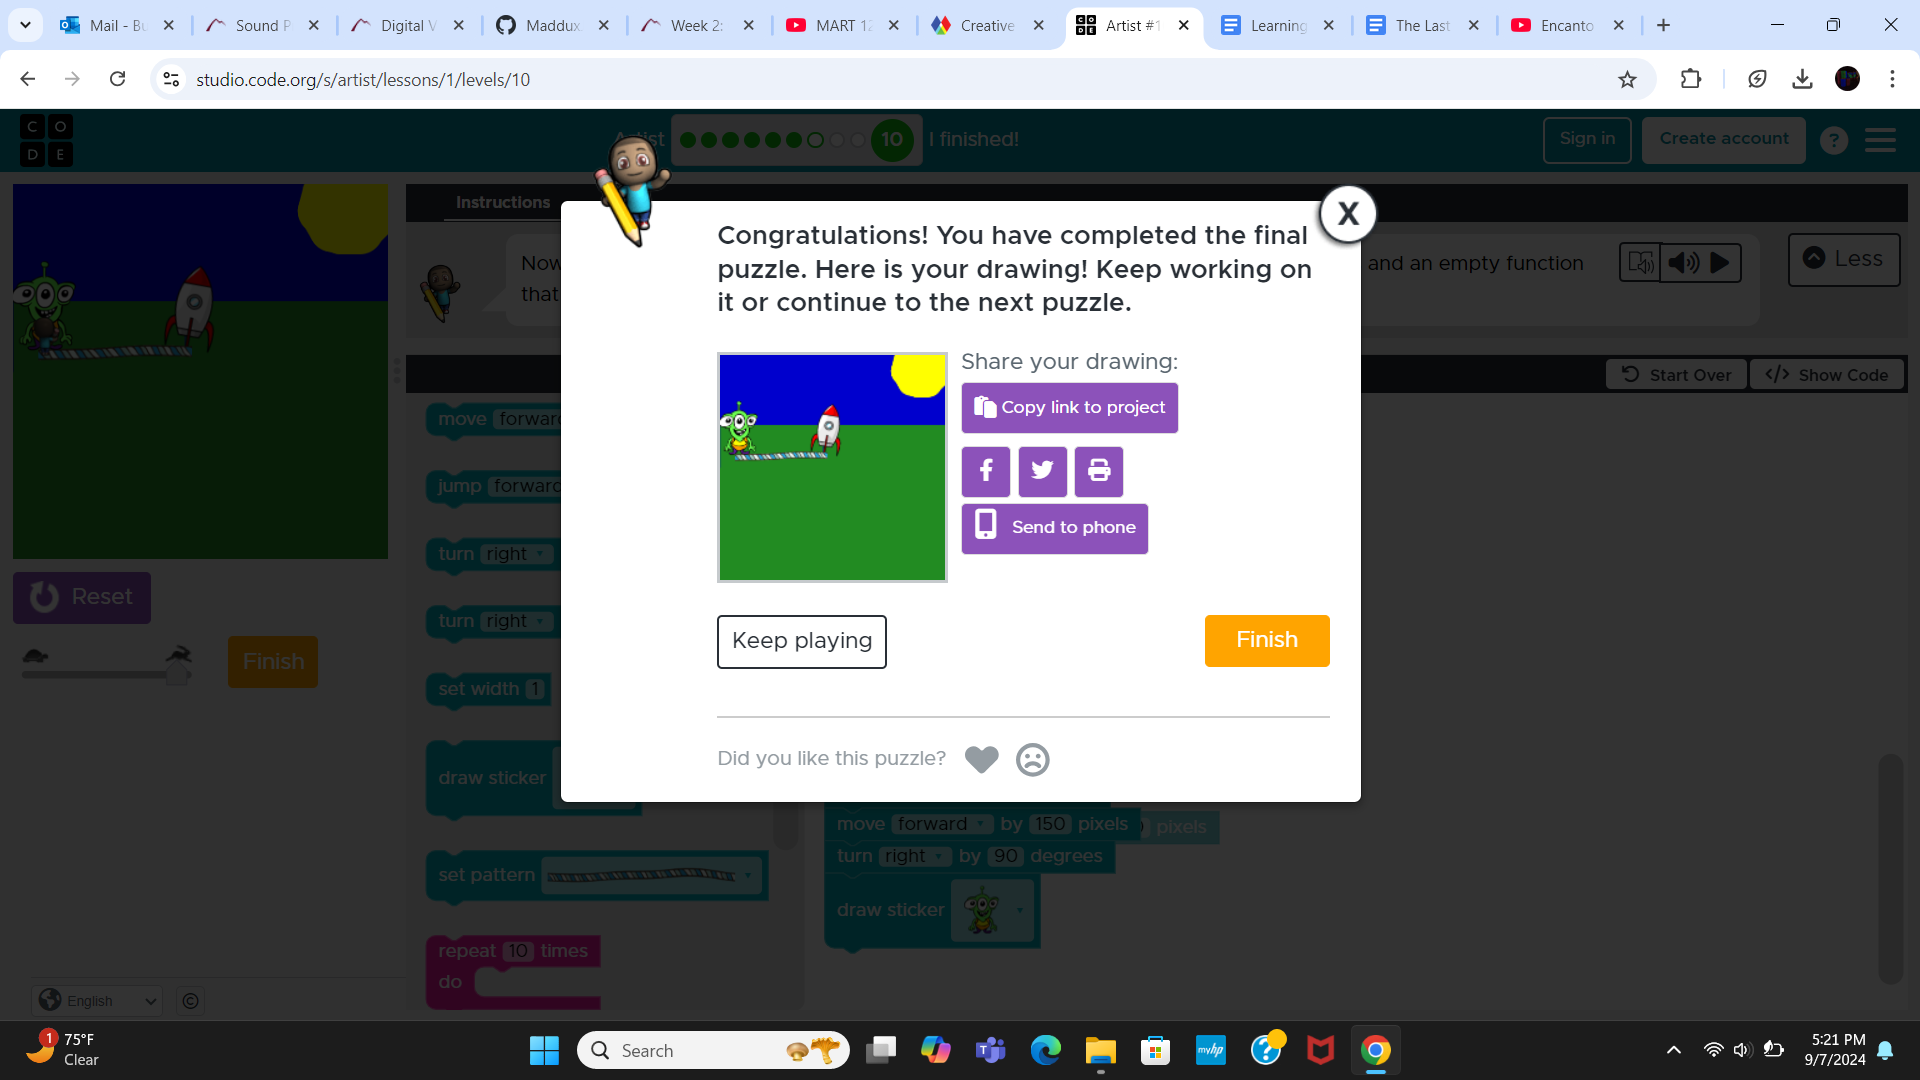 Mail - Bu
Sound P
Digital V
Maddux
Week 2:
MART 12
Creative
Artist #1
Learning
The Last
Encanto
studio.code.org/s/artist/lessons/1/levels/10
C O
D E
Artist
10
I finished!
Sign in
Create account
?
Instructions
Now
that
and an empty function
Less
Start Over
Show Code
Congratulations! You have completed the final
puzzle. Here is your drawing! Keep working on
it or continue to the next puzzle.
X
Share your drawing:
Copy link to project
Send to phone
Keep playing
Finish
Did you like this puzzle?
Reset
Finish
move forward
jump forward
turn right
turn right
set width 1
draw sticker
set pattern
repeat 10 times
do
move forward by 150 pixels
pixels
turn right by 90 degrees
draw sticker
English
©
1
75°F
Clear
Search
myhp
5:21 PM
9/7/2024